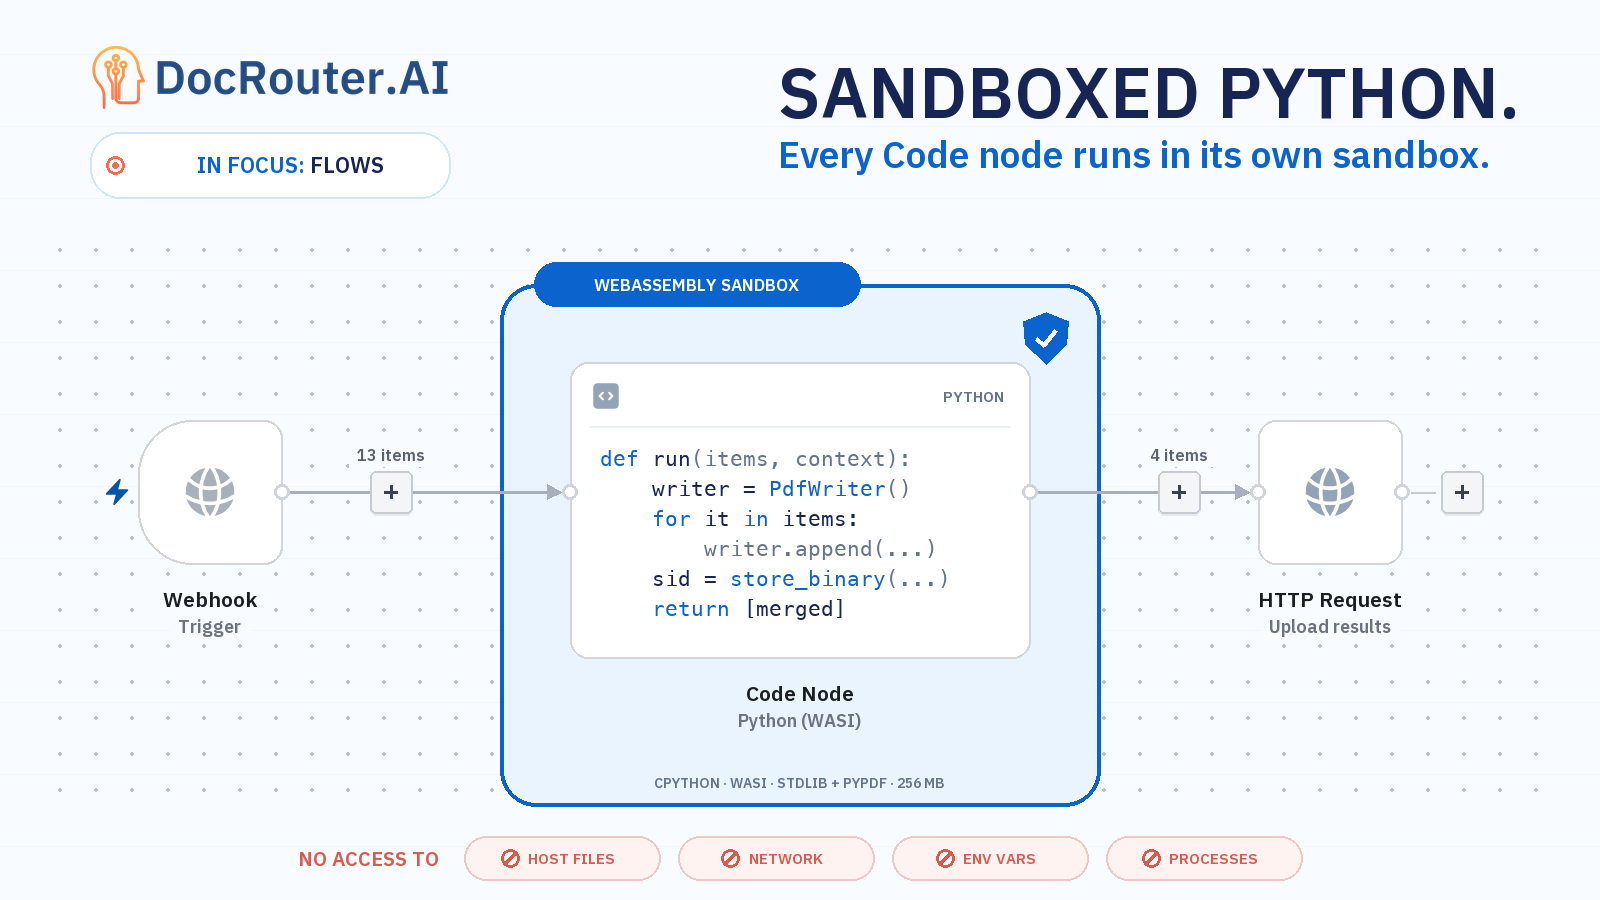 DocRouter.AI
IN FOCUS: FLOWS
SANDBOXED PYTHON.
Every Code node runs in its own sandbox.
WEBASSEMBLY SANDBOX
PYTHON
def run(items, context):
    writer = PdfWriter()
    for it in items:
        writer.append(...)
    sid = store_binary(...)
    return [merged]
13 items
+
4 items
+
+
Webhook
Trigger
HTTP Request
Upload results
Code Node
Python (WASI)
CPYTHON · WASI · STDLIB + PYPDF · 256 MB
NO ACCESS TO
HOST FILES
NETWORK
ENV VARS
PROCESSES